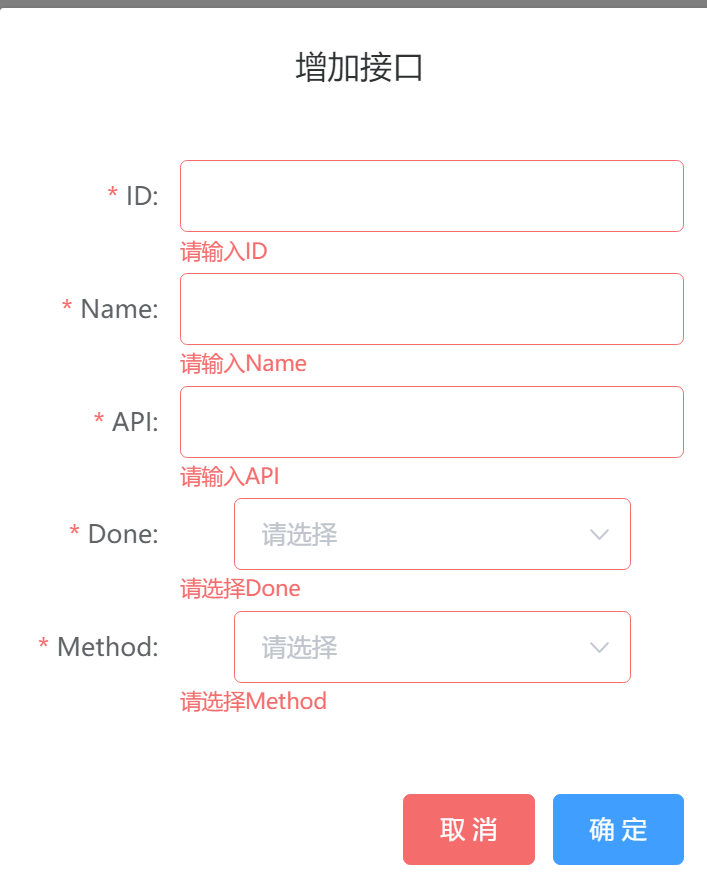 增加接口
* ID:
请输入ID
* Name:
请输入Name
* API:
请输入API
* Done: 请选择
请选择Done
* Method: 请选择
请选择Method
取 消 确 定